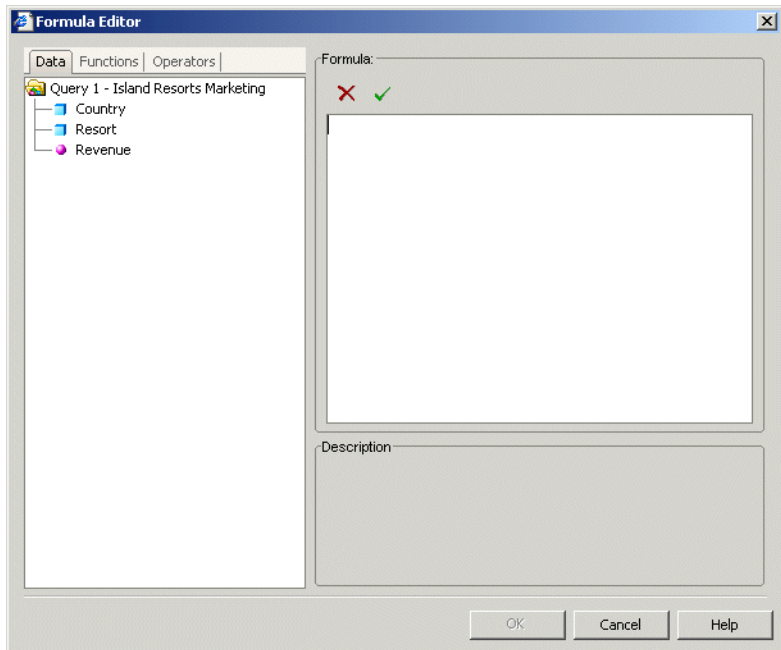 Formula Editor
Data Functions Operators
Query 1 - Island Resorts Marketing
Country
Resort
Revenue
Formula:
Description
OK Cancel Help